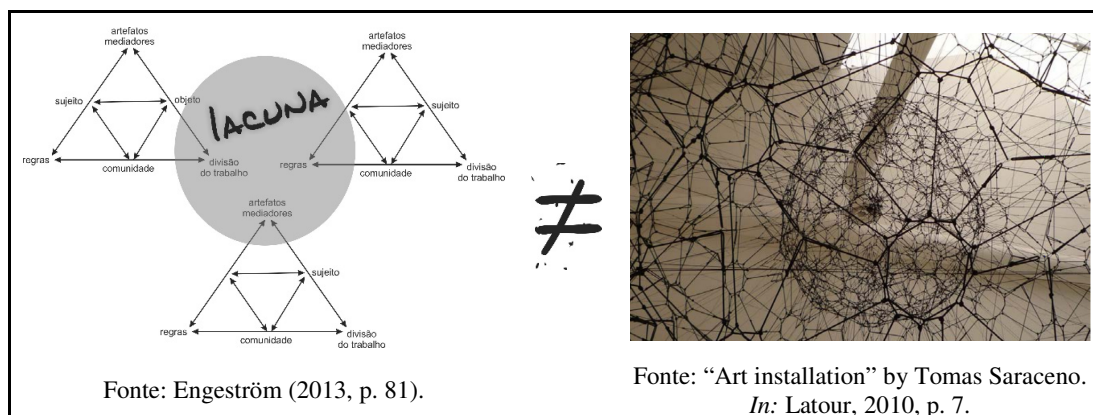 artefatos
mediadores
sujeito
objeto
regras
comunidade
divisão
do trabalho
lacuna
artefatos
mediadores
sujeito
regras
comunidade
divisão
do trabalho
artefatos
mediadores
sujeito
regras
comunidade
divisão
do trabalho
≠
Fonte: Engeström (2013, p. 81).
Fonte: “Art installation” by Tomas Saraceno.
In: Latour, 2010, p. 7.